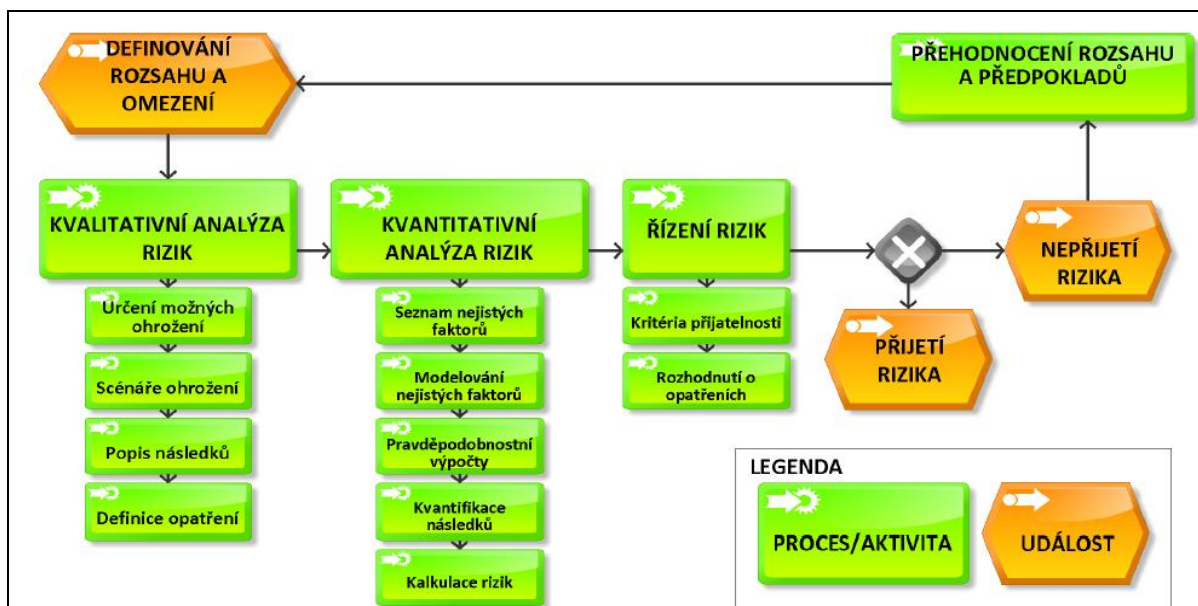 DEFINOVÁNÍ
ROZSAHU A
OMEZENÍ
PŘEHODNOCENÍ ROZSAHU
A PŘEDPOKLADŮ
KVALITATIVNÍ ANALÝZA
RIZIK
KVANTITATIVNÍ
ANALÝZA RIZIK
ŘÍZENÍ RIZIK
NEPŘIJETÍ
RIZIKA
PŘIJETÍ
RIZIKA
Určení možných
ohrožení
Scénáře ohrožení
Popis následků
Definice opatření
Seznam nejistých
faktorů
Modelování
nejistých faktorů
Pravděpodobnostní
výpočty
Kvantifikace
následků
Kalkulace rizik
Kritéria přijatelnosti
Rozhodnutí o
opatřeních
LEGENDA
PROCES/AKTIVITA
UDÁLOST